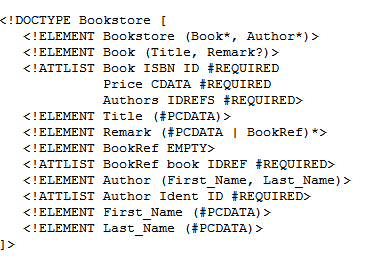 <!DOCTYPE Bookstore [
<!ELEMENT Bookstore (Book*, Author*)>
<!ELEMENT Book (Title, Remark?)>
<!ATTLIST Book ISBN ID #REQUIRED
Price CDATA #REQUIRED
Authors IDREFS #REQUIRED>
<!ELEMENT Title (#PCDATA)>
<!ELEMENT Remark (#PCDATA | BookRef)*>
<!ELEMENT BookRef EMPTY>
<!ATTLIST BookRef book IDREF #REQUIRED>
<!ELEMENT Author (First_Name, Last_Name)>
<!ATTLIST Author Ident ID #REQUIRED>
<!ELEMENT First_Name (#PCDATA)>
<!ELEMENT Last_Name (#PCDATA)>
]>